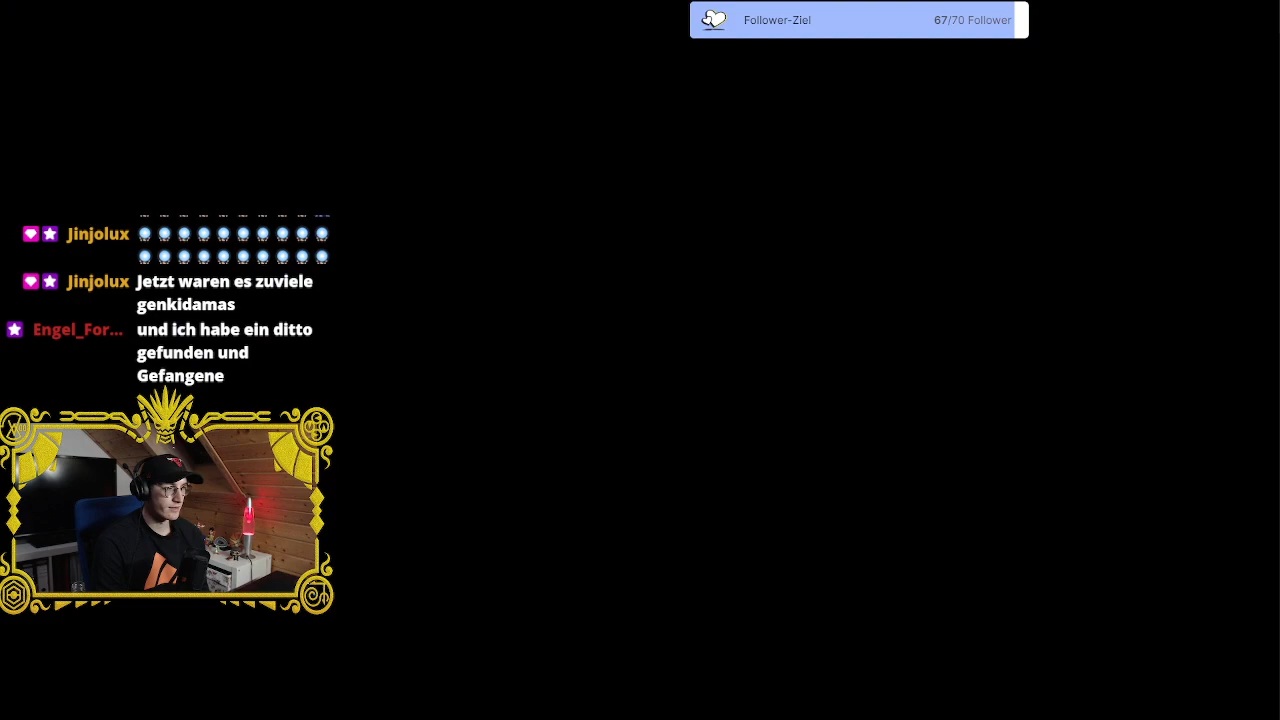 Follower-Ziel 67/70 Follower
Jinjolux
Jinjolux Jetzt waren es zuviele
genkidamas
Engel_For... und ich habe ein ditto
gefunden und
Gefangene